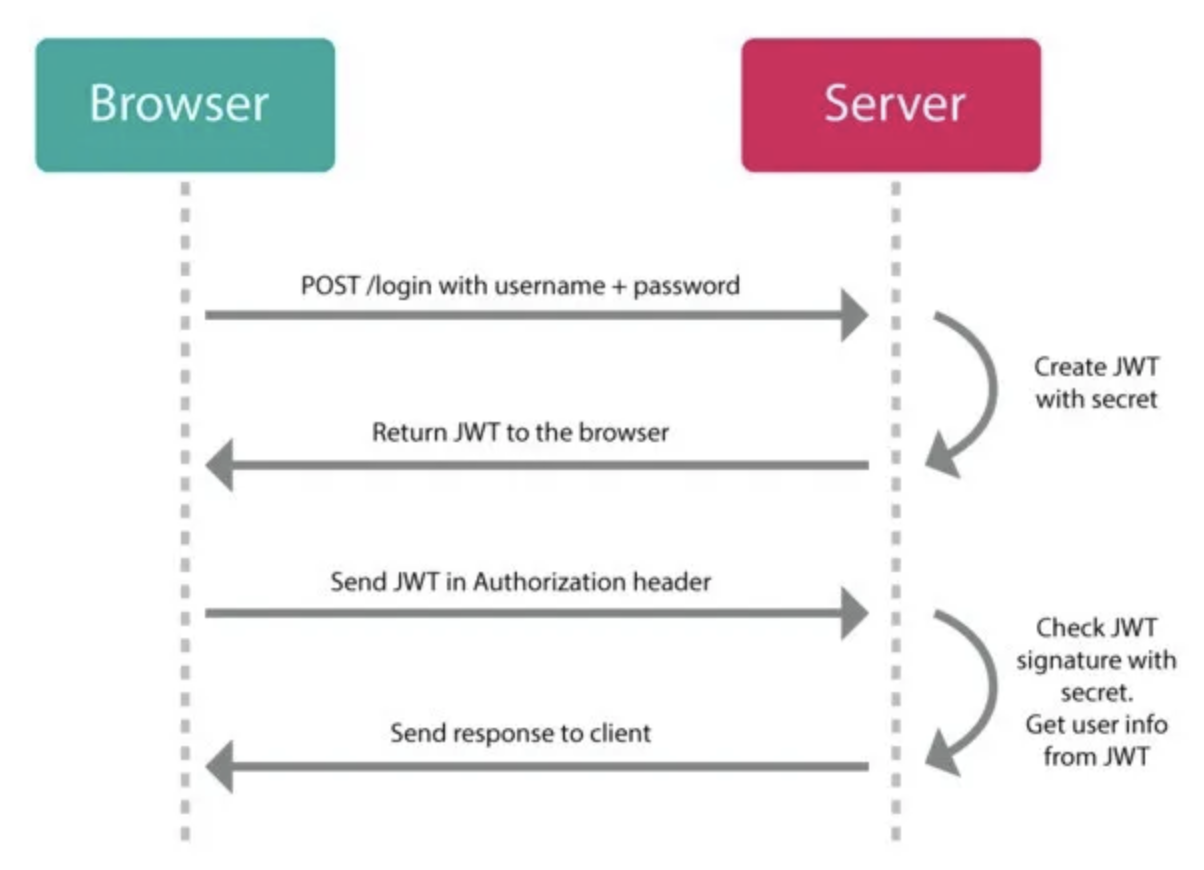 Browser
Server
POST /login with username + password
Create JWT
with secret
Return JWT to the browser
Send JWT in Authorization header
Check JWT
signature with
secret.
Get user info
from JWT
Send response to client